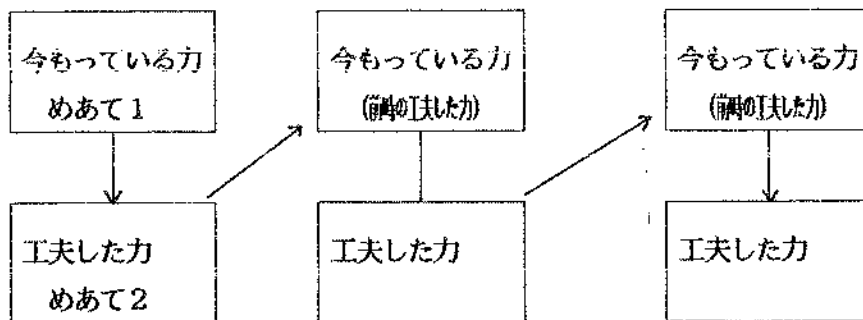 今もっている力
めあて1
今もっている力
(前時の工夫した力)
今もっている力
(前時の工夫した力)
工夫した力
めあて2
工夫した力
工夫した力